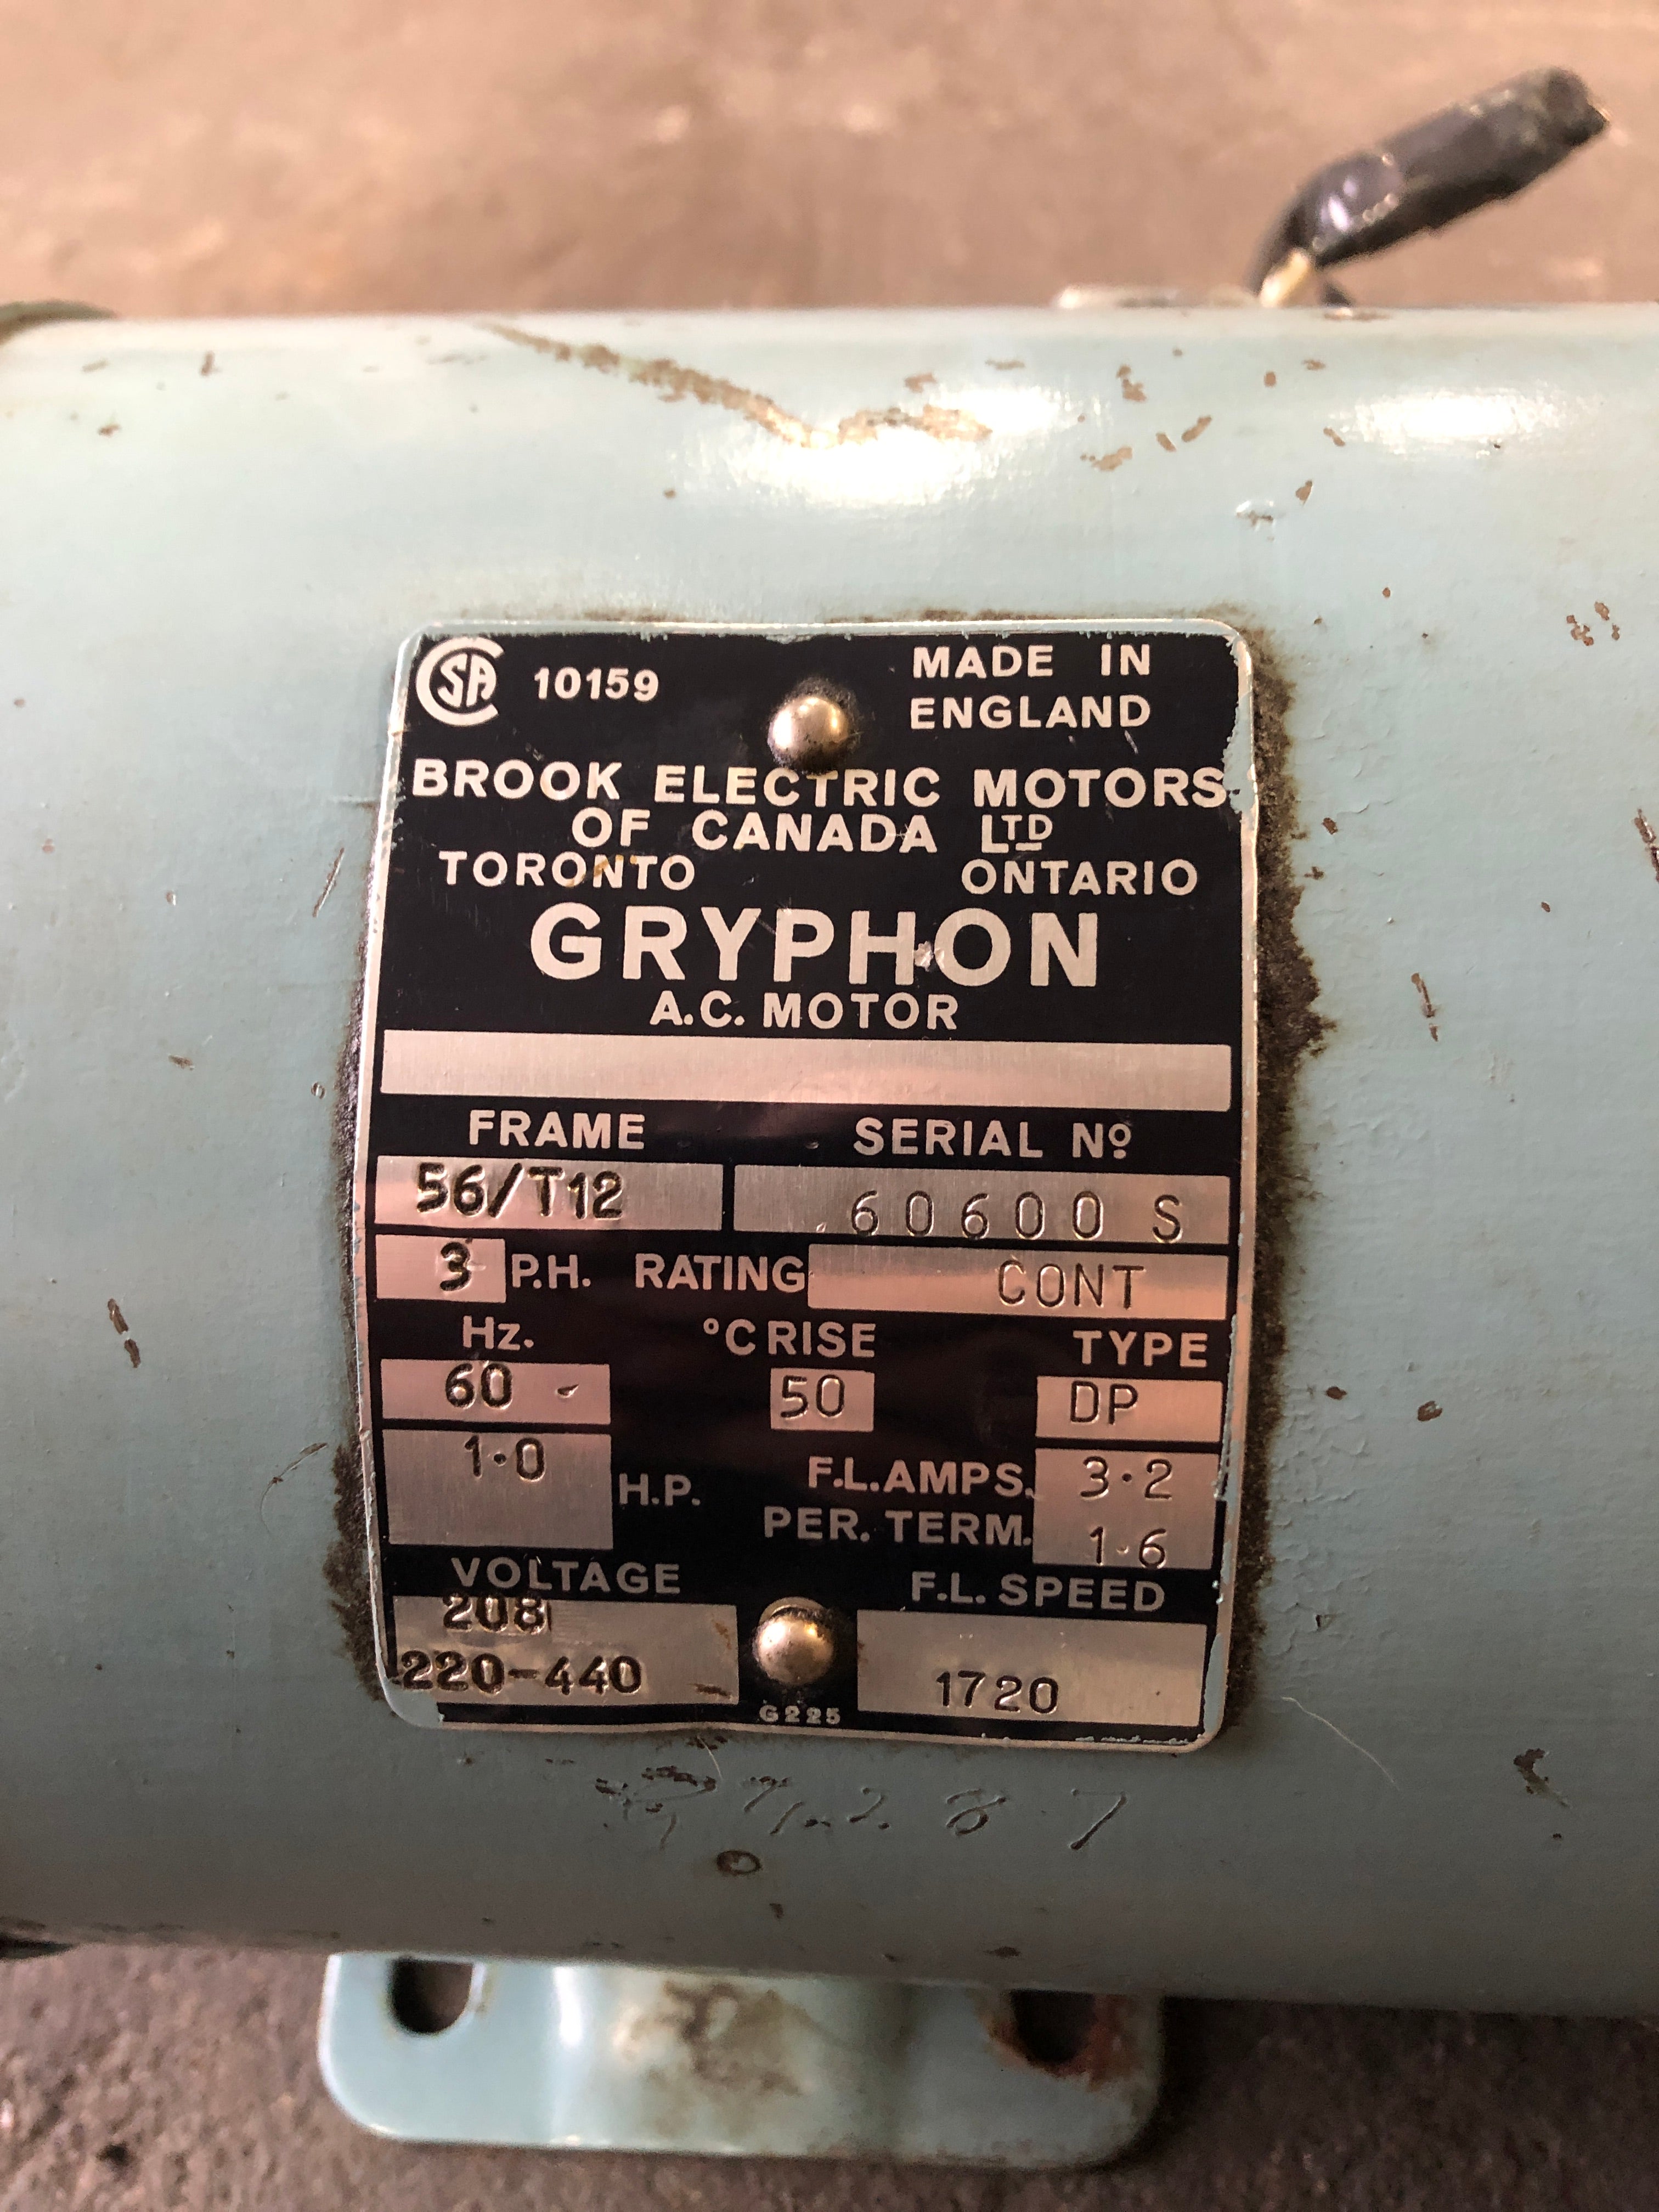 CSA 10159 MADE IN
ENGLAND
BROOK ELECTRIC MOTORS
OF CANADA LTD
TORONTO ONTARIO
GRYPHON
A.C. MOTOR
FRAME SERIAL Nº
56/T12 60600 S
3 P.H. RATING CONT
Hz. °C RISE TYPE
60 50 DP
1·0 H.P. F.L.AMPS. 3·2
PER. TERM. 1·6
VOLTAGE F.L. SPEED
208
220-440 1720
G225